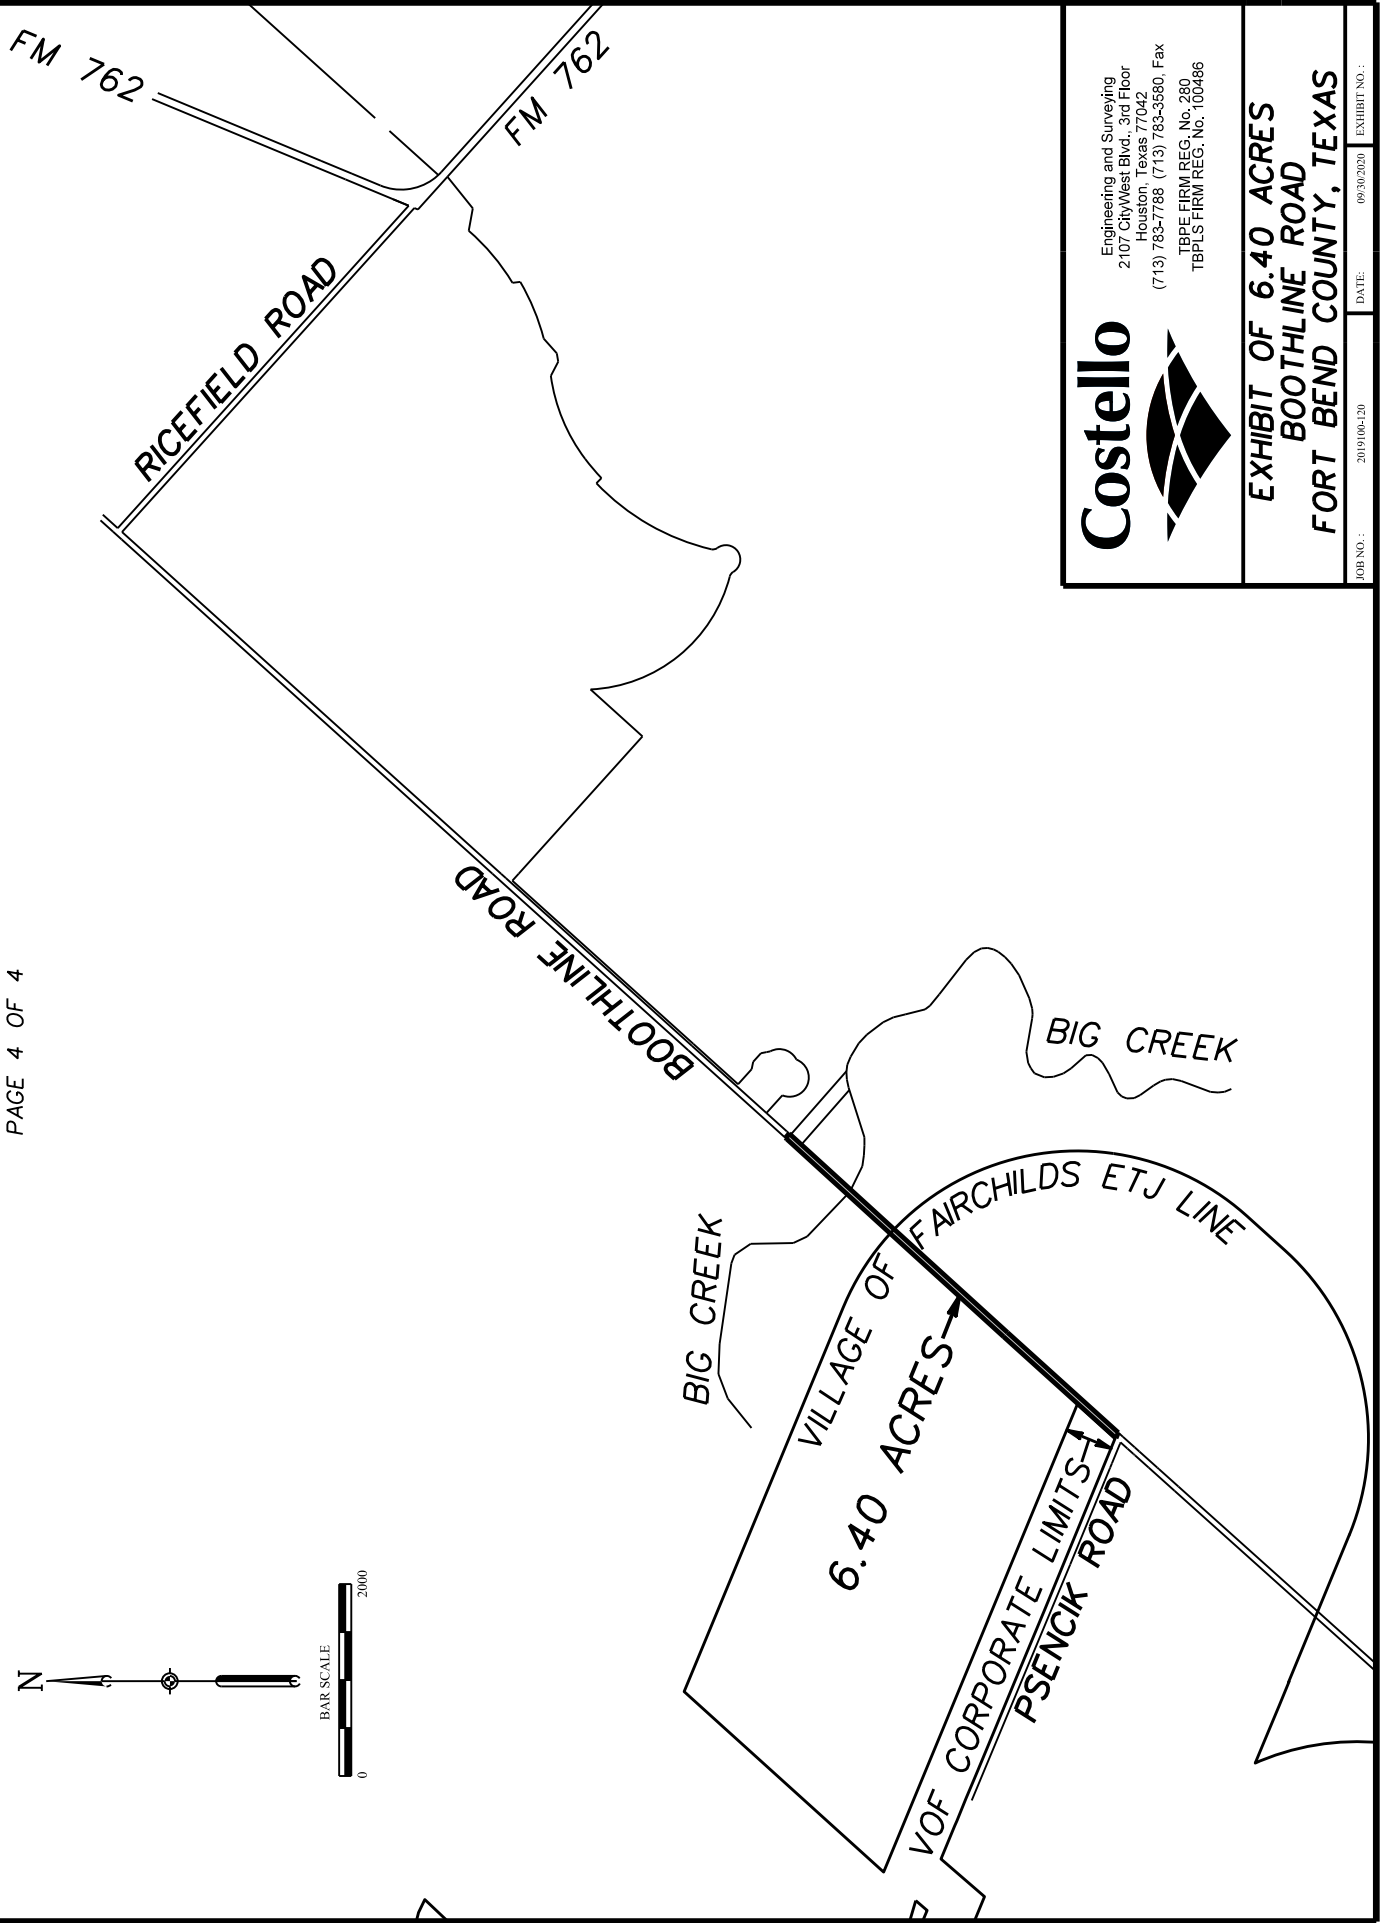 PAGE 4 OF 4
N
BAR SCALE
0 2000
FM 762
FM 762
RICEFIELD ROAD
BOOTHLINE ROAD
BIG CREEK
BIG CREEK
VILLAGE OF FAIRCHILDS ETJ LINE
6.40 ACRES
VOF CORPORATE LIMITS
PSENCIK ROAD
Costello
Engineering and Surveying
2107 CityWest Blvd., 3rd Floor
Houston, Texas 77042
(713) 783-7788 (713) 783-3580, Fax
TBPE FIRM REG. No. 280
TBPLS FIRM REG. No. 100486
EXHIBIT OF 6.40 ACRES
BOOTHLINE ROAD
FORT BEND COUNTY, TEXAS
JOB NO. : 2019100-120 DATE: 09/30/2020 EXHIBIT NO. :